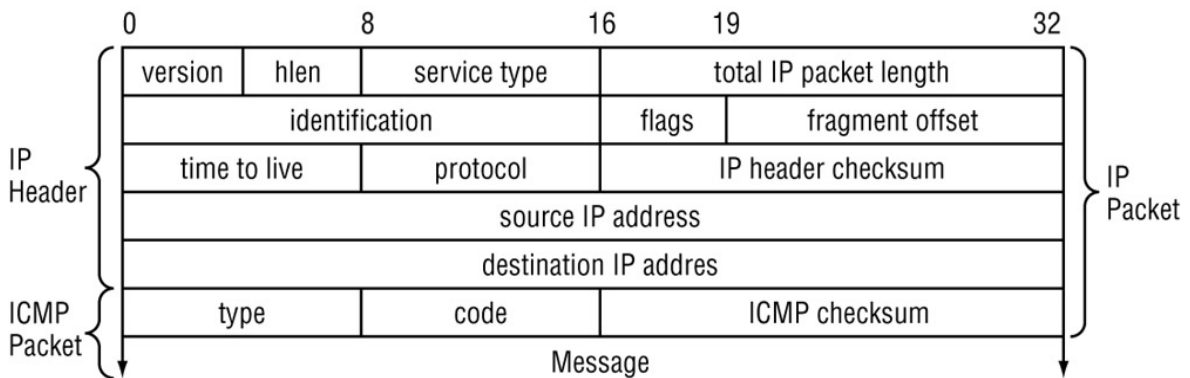 0 8 16 19 32
version hlen service type total IP packet length
identification flags fragment offset
time to live protocol IP header checksum
source IP address
destination IP addres
type code ICMP checksum
Message
IP
Header
ICMP
Packet
IP
Packet